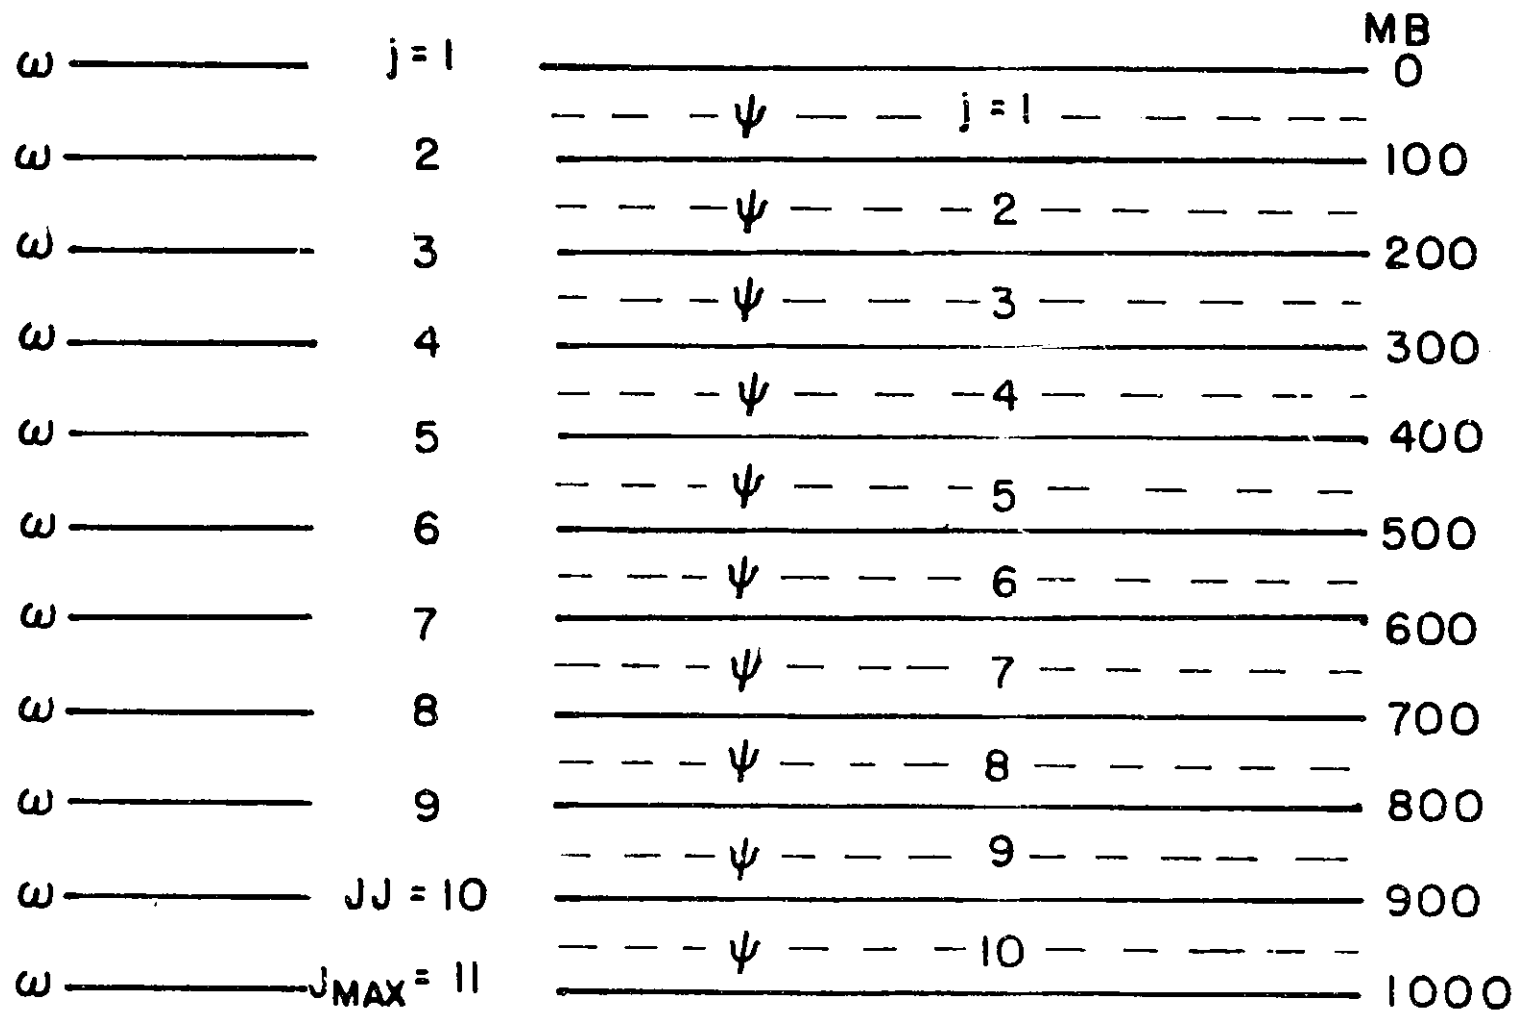 MB
ω j = 1 0
ψ j = 1
ω 2 100
ψ 2
ω 3 200
ψ 3
ω 4 300
ψ 4
ω 5 400
ψ 5
ω 6 500
ψ 6
ω 7 600
ψ 7
ω 8 700
ψ 8
ω 9 800
ψ 9
ω JJ = 10 900
ψ 10
ω JMAX = 11 1000